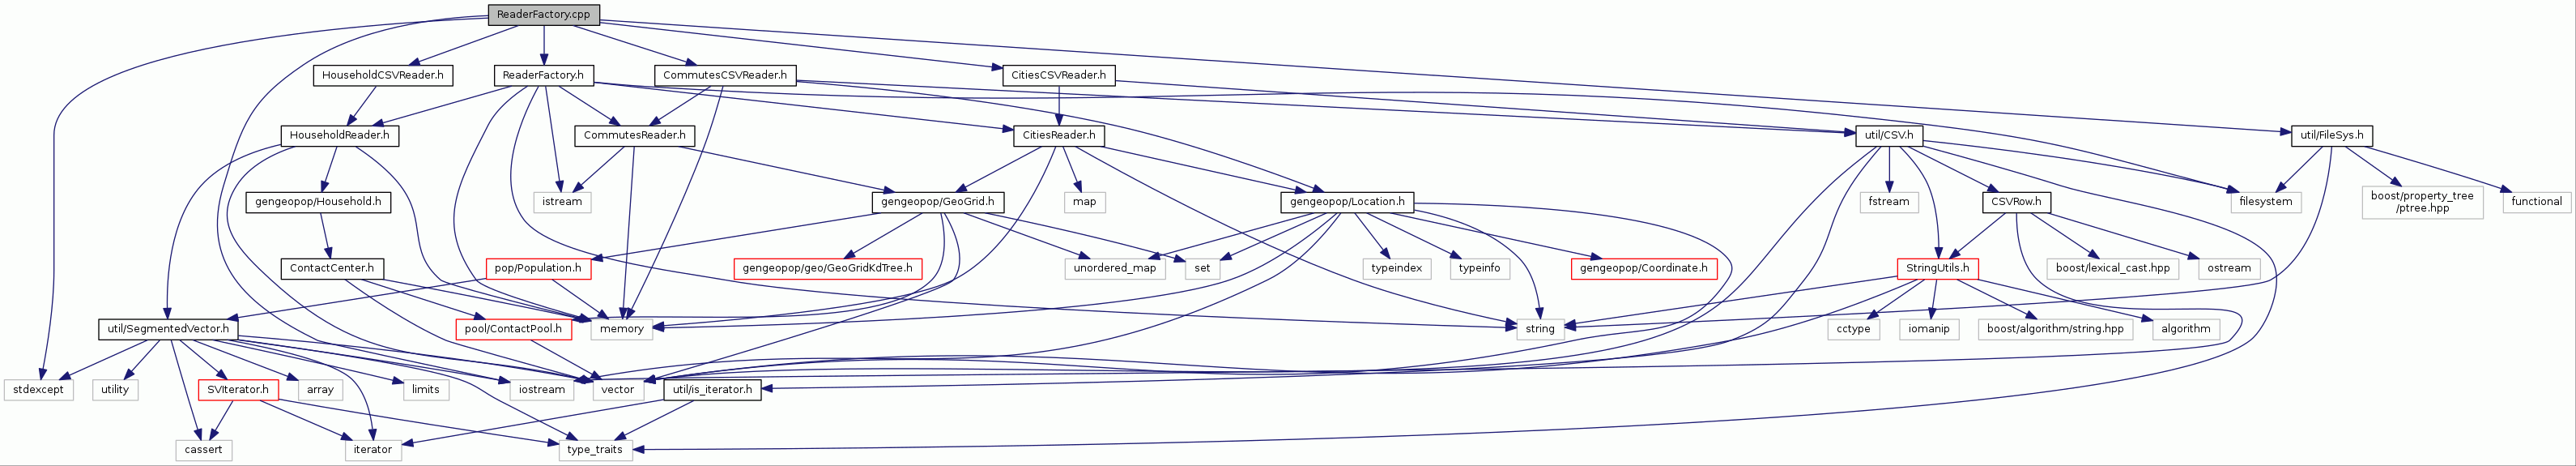 ReaderFactory.cpp
HouseholdCSVReader.h
ReaderFactory.h
CommutesCSVReader.h
CitiesCSVReader.h
HouseholdReader.h
CommutesReader.h
CitiesReader.h
util/CSV.h
util/FileSys.h
gengeopop/Household.h
istream
gengeopop/GeoGrid.h
map
gengeopop/Location.h
fstream
CSVRow.h
filesystem
boost/property_tree
/ptree.hpp
functional
ContactCenter.h
pop/Population.h
gengeopop/geo/GeoGridKdTree.h
unordered_map
set
typeindex
typeinfo
gengeopop/Coordinate.h
StringUtils.h
boost/lexical_cast.hpp
ostream
util/SegmentedVector.h
pool/ContactPool.h
memory
string
cctype
iomanip
boost/algorithm/string.hpp
algorithm
stdexcept
utility
SVIterator.h
array
limits
iostream
vector
util/is_iterator.h
cassert
iterator
type_traits